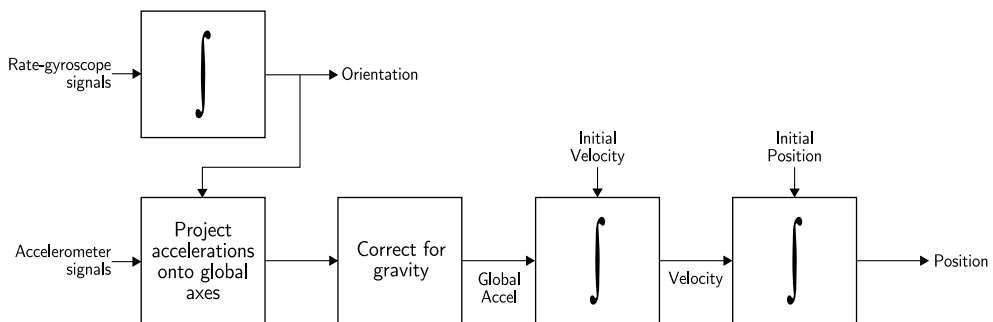 Rate-gyroscope
signals
∫
Orientation
Initial
Velocity
Initial
Position
Accelerometer
signals
Project
accelerations
onto global
axes
Correct for
gravity
Global
Accel
∫
Velocity
∫
Position